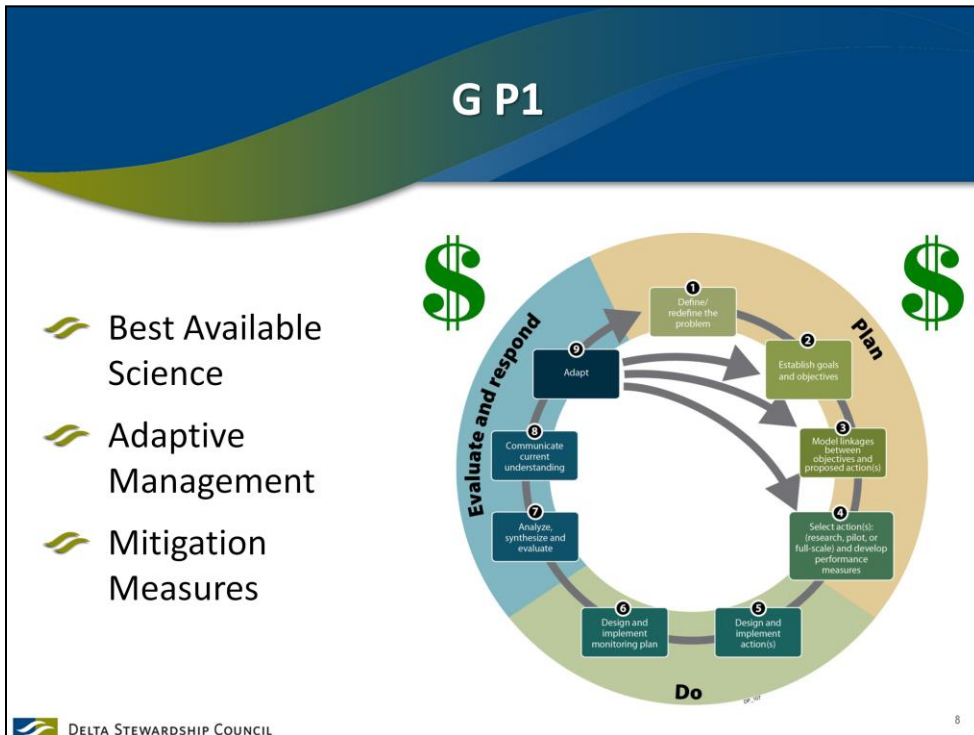 G P1
Best Available
Science
Adaptive
Management
Mitigation
Measures
$
$
Plan
Do
Evaluate and respond
1
Define/
redefine the
problem
2
Establish goals
and objectives
3
Model linkages
between
objectives and
proposed action(s)
4
Select action(s):
(research, pilot, or
full-scale) and develop
performance
measures
5
Design and
implement
action(s)
6
Design and implement
monitoring plan
7
Analyze,
synthesize and
evaluate
8
Communicate
current
understanding
9
Adapt
DELTA STEWARDSHIP COUNCIL
8